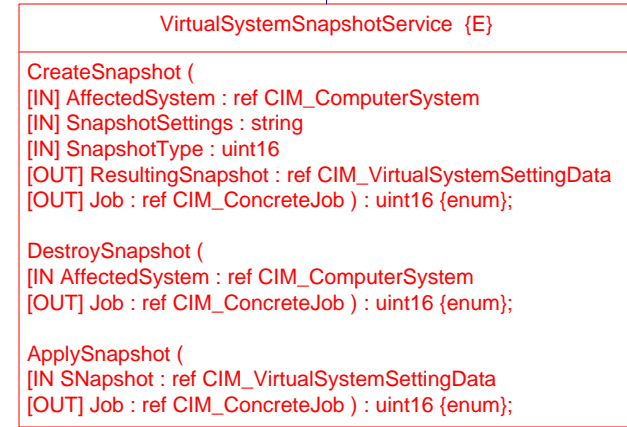 VirtualSystemSnapshotService  {E}
CreateSnapshot (
[IN] AffectedSystem : ref CIM_ComputerSystem
[IN] SnapshotSettings : string
[IN] SnapshotType : uint16
[OUT] ResultingSnapshot : ref CIM_VirtualSystemSettingData
[OUT] Job : ref CIM_ConcreteJob ) : uint16 {enum};
DestroySnapshot (
[IN AffectedSystem : ref CIM_ComputerSystem
[OUT] Job : ref CIM_ConcreteJob ) : uint16 {enum};
ApplySnapshot (
[IN SNapshot : ref CIM_VirtualSystemSettingData
[OUT] Job : ref CIM_ConcreteJob ) : uint16 {enum};